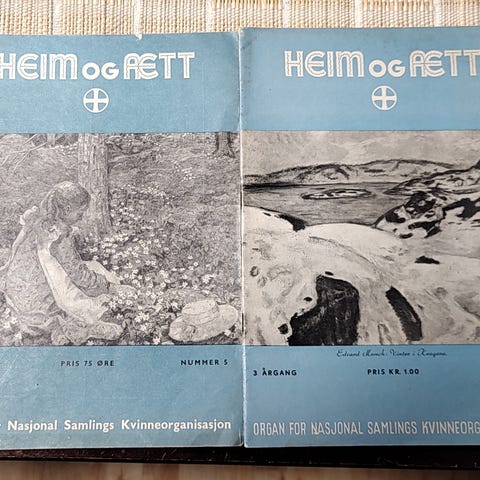 HEIM OG ÆTT
PRIS 75 ØRE
NUMMER 5
Nasjonal Samlings Kvinneorganisasjon
HEIM OG ÆTT
Edvard Munch: Vinter i Kragerø.
3 ÅRGANG
PRIS KR. 1.00
ORGAN FOR NASJONAL SAMLINGS KVINNEORG